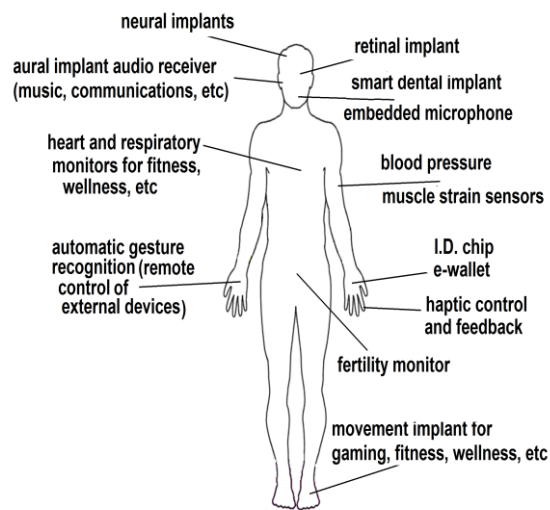 neural implants
retinal implant
aural implant audio receiver
(music, communications, etc)
smart dental implant
embedded microphone
heart and respiratory
monitors for fitness,
wellness, etc
blood pressure
muscle strain sensors
automatic gesture
recognition (remote
control of
external devices)
I.D. chip
e-wallet
haptic control
and feedback
fertility monitor
movement implant for
gaming, fitness, wellness, etc